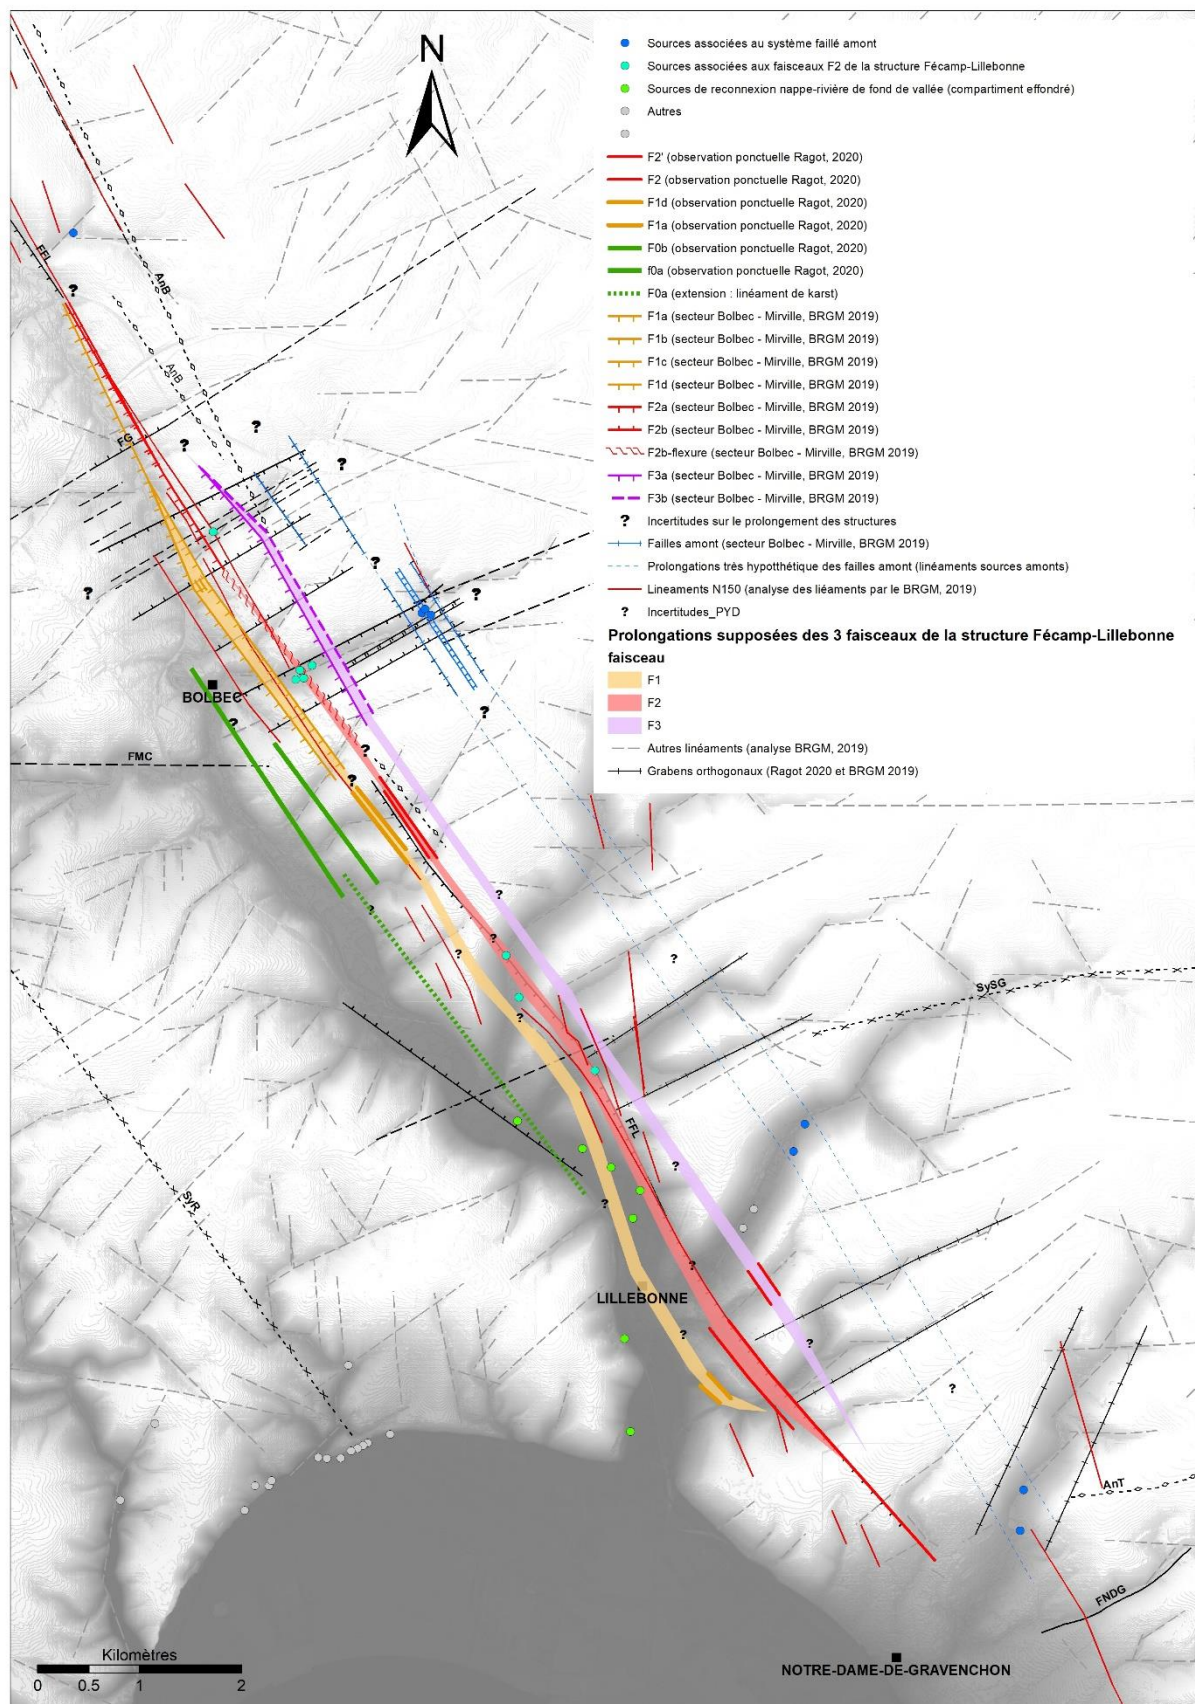 N
Sources associées au système faillé amont
Sources associées aux faisceaux F2 de la structure Fécamp-Lillebonne
Sources de reconnexion nappe-rivière de fond de vallée (compartiment effondré)
Autres
F2' (observation ponctuelle Ragot, 2020)
F2 (observation ponctuelle Ragot, 2020)
F1d (observation ponctuelle Ragot, 2020)
F1a (observation ponctuelle Ragot, 2020)
F0b (observation ponctuelle Ragot, 2020)
f0a (observation ponctuelle Ragot, 2020)
F0a (extension : linéament de karst)
F1a (secteur Bolbec - Mirville, BRGM 2019)
F1b (secteur Bolbec - Mirville, BRGM 2019)
F1c (secteur Bolbec - Mirville, BRGM 2019)
F1d (secteur Bolbec - Mirville, BRGM 2019)
F2a (secteur Bolbec - Mirville, BRGM 2019)
F2b (secteur Bolbec - Mirville, BRGM 2019)
F2b-flexure (secteur Bolbec - Mirville, BRGM 2019)
F3a (secteur Bolbec - Mirville, BRGM 2019)
F3b (secteur Bolbec - Mirville, BRGM 2019)
? Incertitudes sur le prolongement des structures
Failles amont (secteur Bolbec - Mirville, BRGM 2019)
Prolongations très hypotthétique des failles amont (linéaments sources amonts)
Lineaments N150 (analyse des liéaments par le BRGM, 2019)
? Incertitudes_PYD
Prolongations supposées des 3 faisceaux de la structure Fécamp-Lillebonne
faisceau
F1
F2
F3
Autres linéaments (analyse BRGM, 2019)
Grabens orthogonaux (Ragot 2020 et BRGM 2019)
FFL
AnB
AnB
FG
BOLBEC
FMC
SySG
FFL
SyR
LILLEBONNE
AnT
FNDG
NOTRE-DAME-DE-GRAVENCHON
Kilomètres
0 0.5 1 2